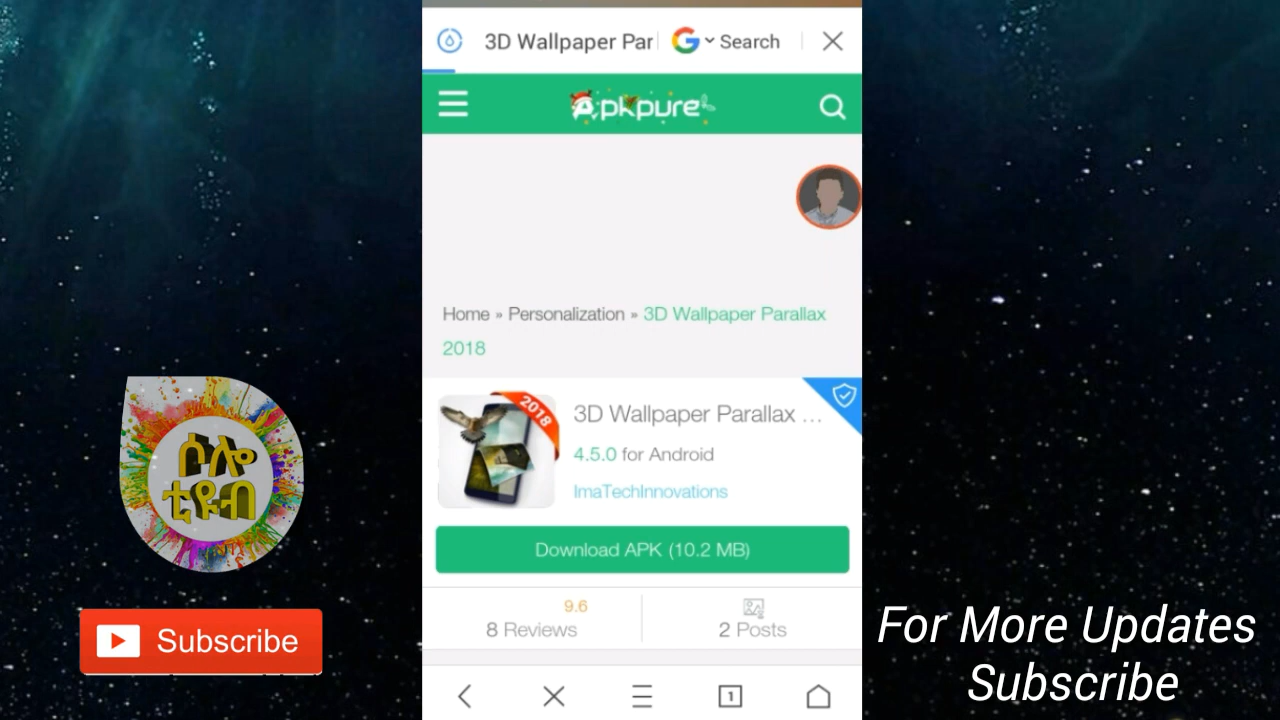 3D Wallpaper Par
Search
Apkpure
Home » Personalization » 3D Wallpaper Parallax
2018
2018
3D Wallpaper Parallax ...
4.5.0 for Android
ImaTechInnovations
Download APK (10.2 MB)
9.6
8 Reviews
2 Posts
1
ሶሎ
ቲዩብ
Subscribe
For More Updates
Subscribe